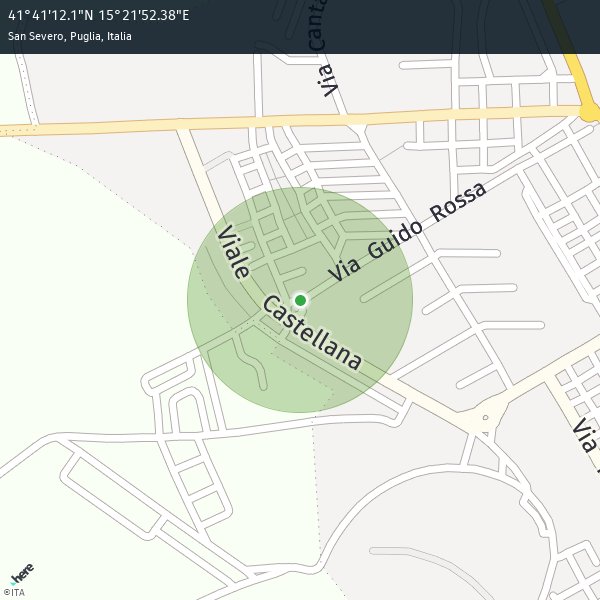 41°41'12.1"N 15°21'52.38"E
San Severo, Puglia, Italia
Via Canta
Via Guido Rossa
Viale Castellana
Via
here
©ITA